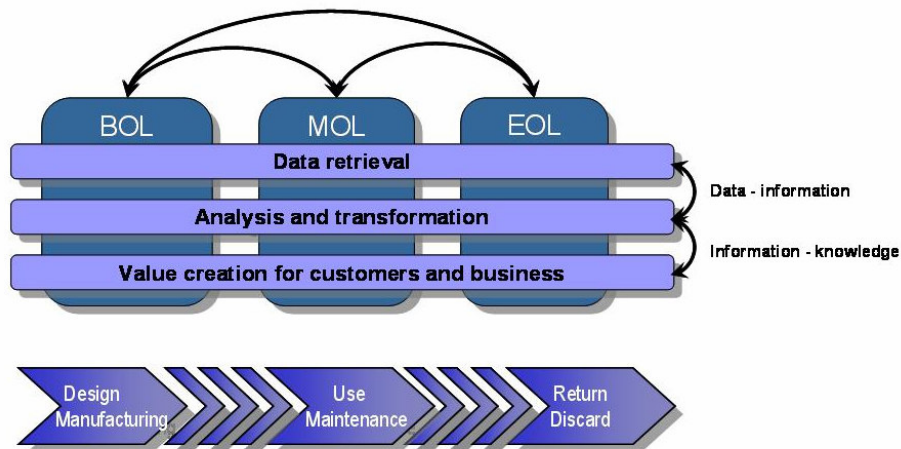 BOL
MOL
EOL
Data retrieval
Data - information
Analysis and transformation
Information - knowledge
Value creation for customers and business
Design
Manufacturing
Use
Maintenance
Return
Discard